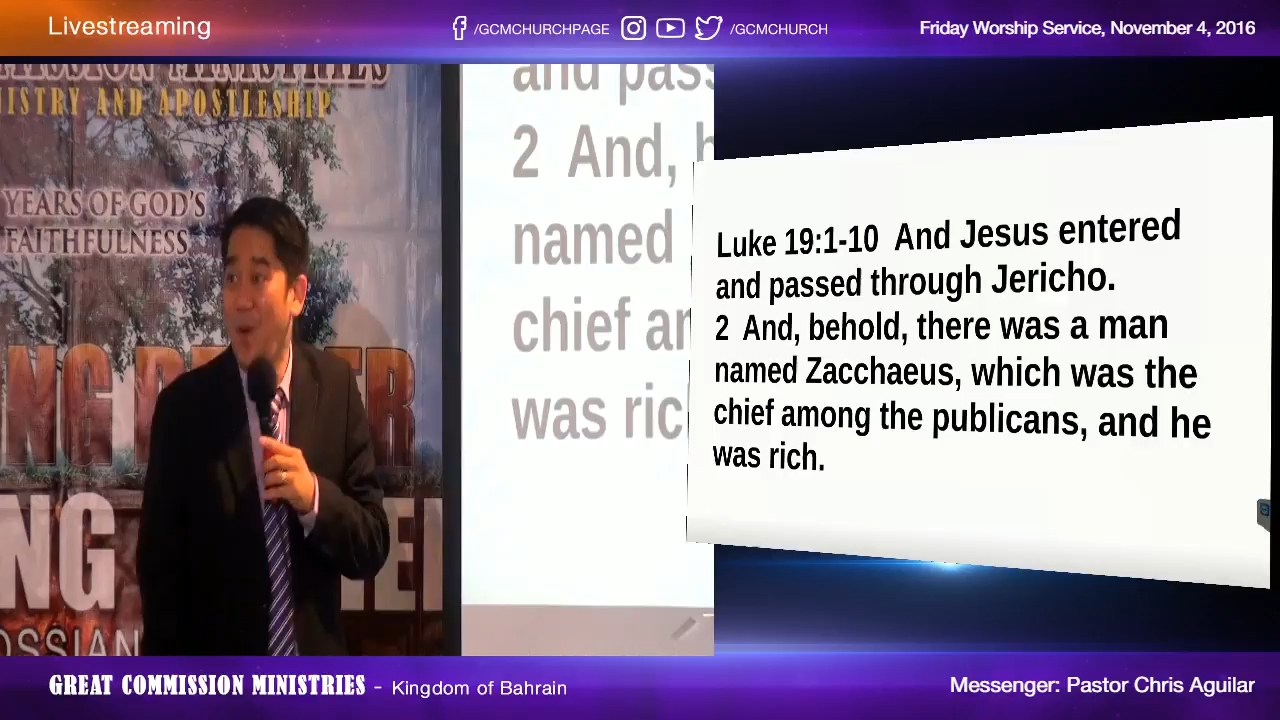 Livestreaming
/GCMCHURCHPAGE
/GCMCHURCH
Friday Worship Service, November 4, 2016
MINISTRIES
AND APOSTLESHIP
YEARS OF GOD'S
FAITHFULNESS
and pass
2 And,
named
chief
was ric
Luke 19:1-10 And Jesus entered
and passed through Jericho.
2 And, behold, there was a man
named Zacchaeus, which was the
chief among the publicans, and he
was rich.
GREAT COMMISSION MINISTRIES - Kingdom of Bahrain
Messenger: Pastor Chris Aguilar